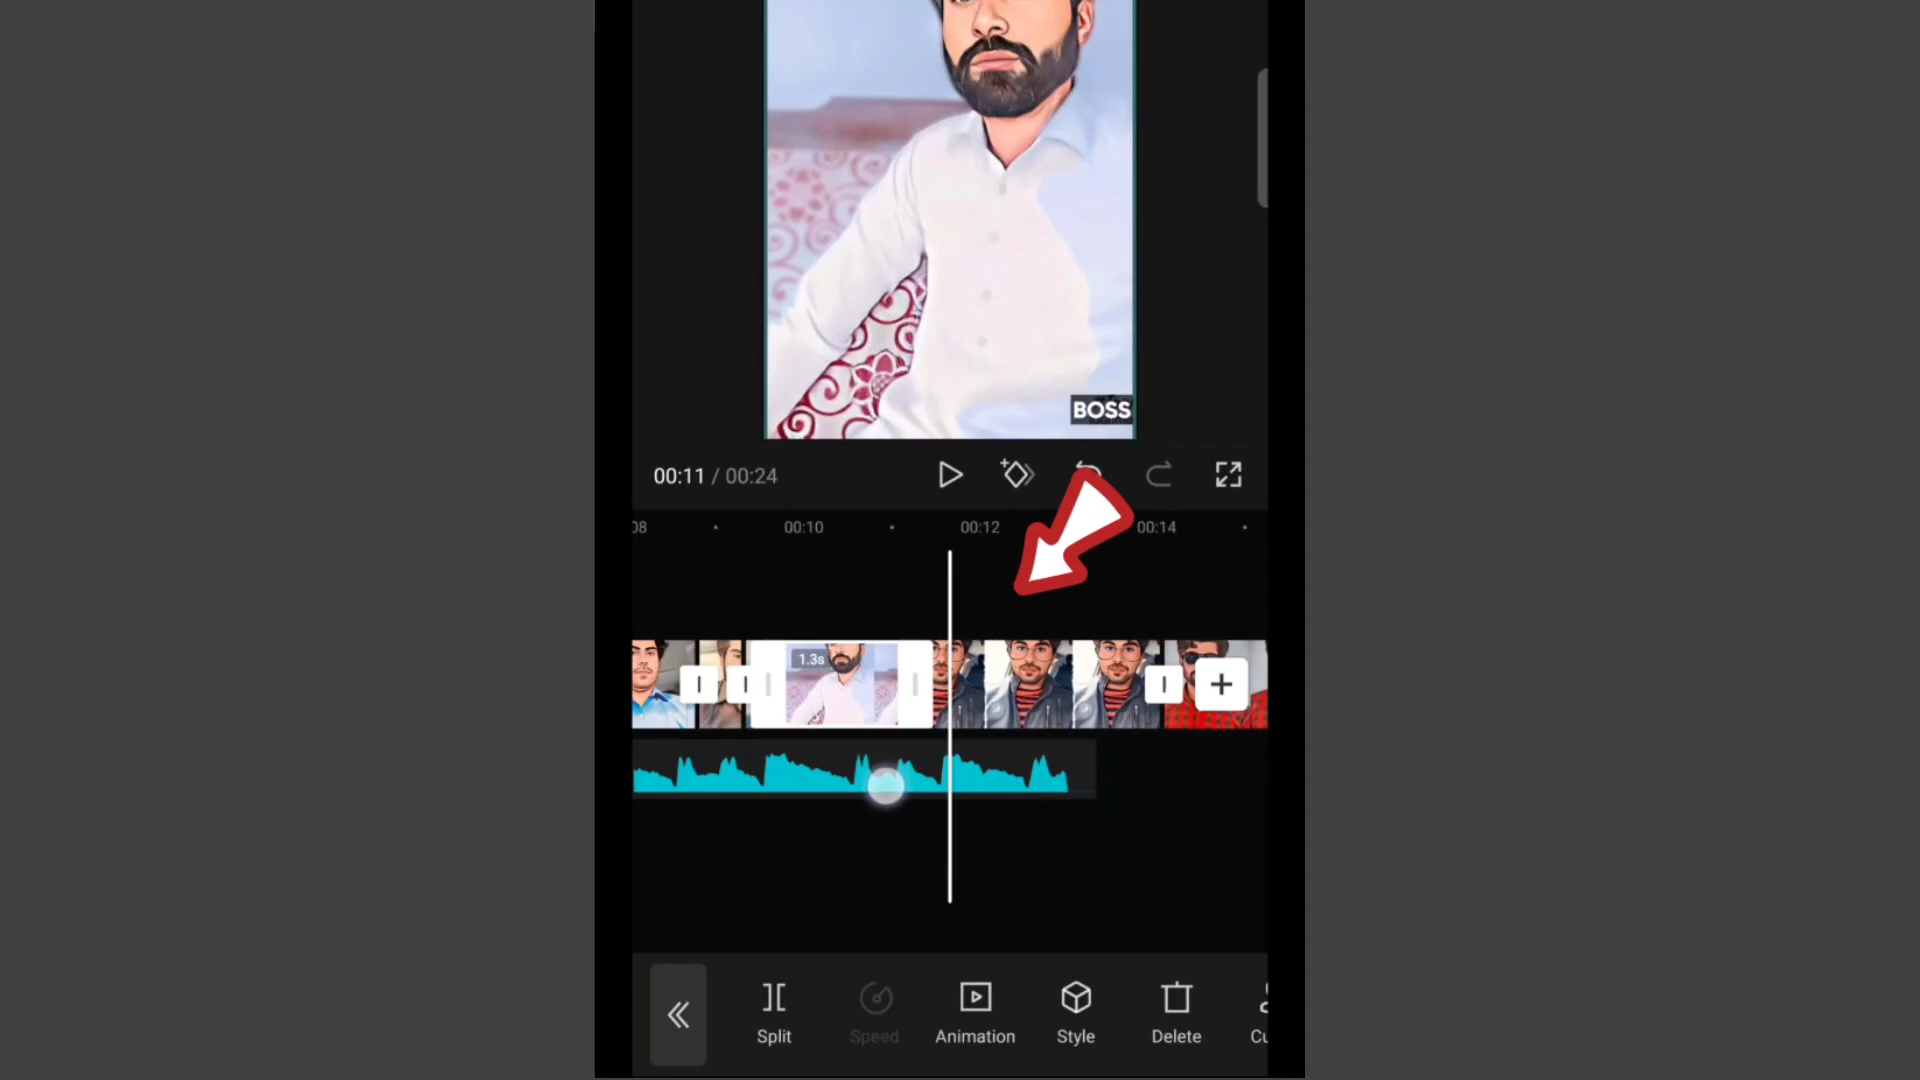 BOSS
00:11 / 00:24
08 00:10 00:12 00:14
1.3s
Split Speed Animation Style Delete Cu